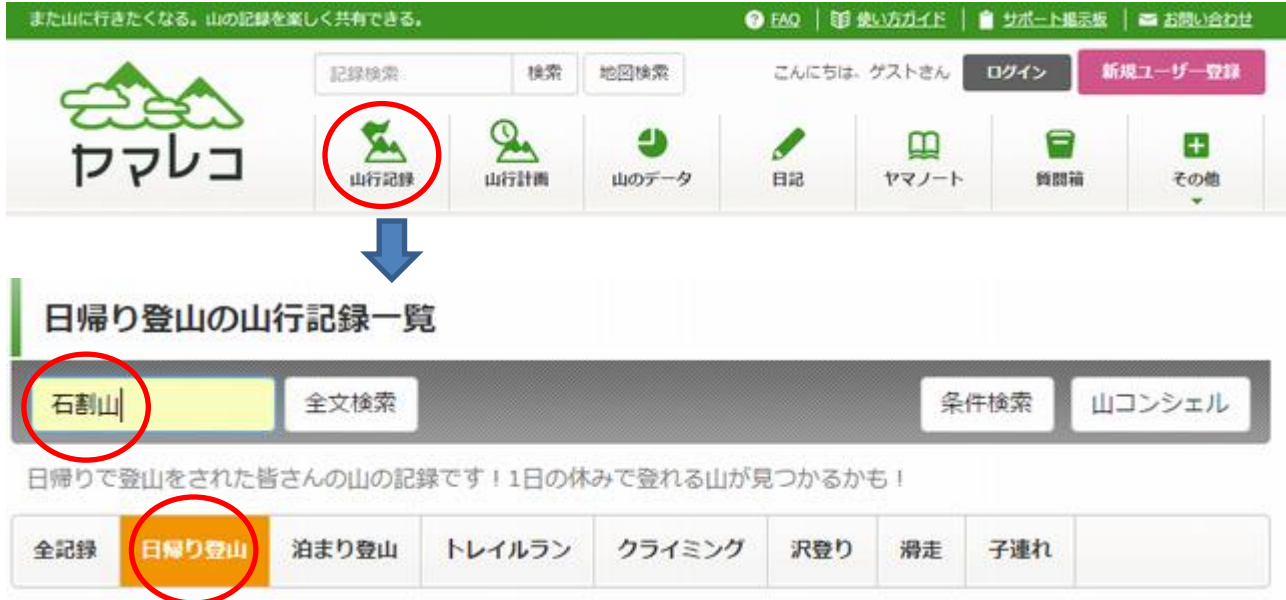 また山に行きたくなる。山の記録を楽しく共有できる。 FAQ 使い方ガイド サポート掲示板 お問い合わせ
記録検索 検索 地図検索 こんにちは、ゲストさん ログイン 新規ユーザー登録
ヤマレコ
山行記録 山行計画 山のデータ 日記 ヤマノート 質問箱 その他
日帰り登山の山行記録一覧
石割山 全文検索 条件検索 山コンシェル
日帰りで登山をされた皆さんの山の記録です！1日の休みで登れる山が見つかるかも！
全記録 日帰り登山 泊まり登山 トレイルラン クライミング 沢登り 滑走 子連れ